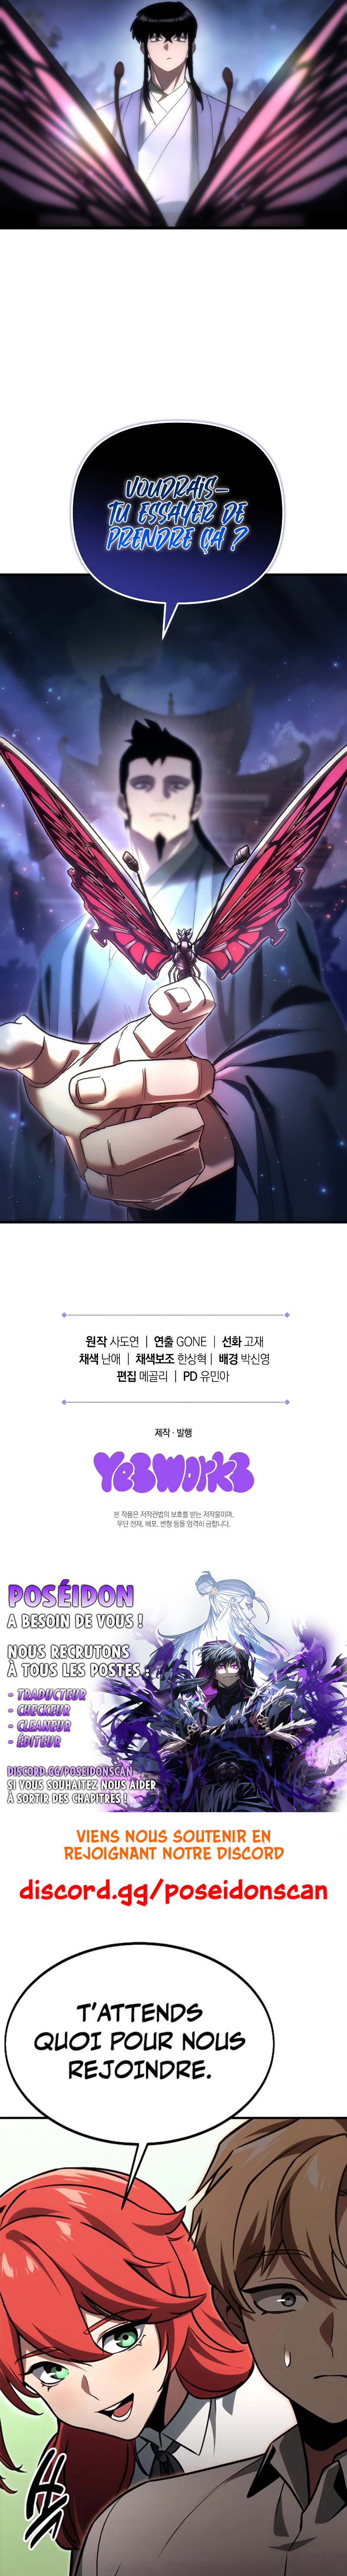 VOUDRAIS-
TU ESSAYER DE
PRENDRE ÇA ?
원작 사도연 | 연출 GONE | 선화 고재
채색 난애 | 채색보조 한상혁 | 배경 박신영
편집 메골리 | PD 유민아
제작 · 발행
YesWorks
본 작품은 저작권법의 보호를 받는 저작물이며,
무단 전재, 배포, 변형 등을 엄격히 금합니다.
POSÉIDON
A BESOIN DE VOUS !
NOUS RECRUTONS
À TOUS LES POSTES :
- TRADUCTEUR
- CHECKEUR
- CLEANEUR
- ÉDITEUR
DISCORD.GG/POSEIDONSCAN
SI VOUS SOUHAITEZ NOUS AIDER
À SORTIR DES CHAPITRES !
VIENS NOUS SOUTENIR EN
REJOIGNANT NOTRE DISCORD
discord.gg/poseidonscan
T'ATTENDS
QUOI POUR NOUS
REJOINDRE.